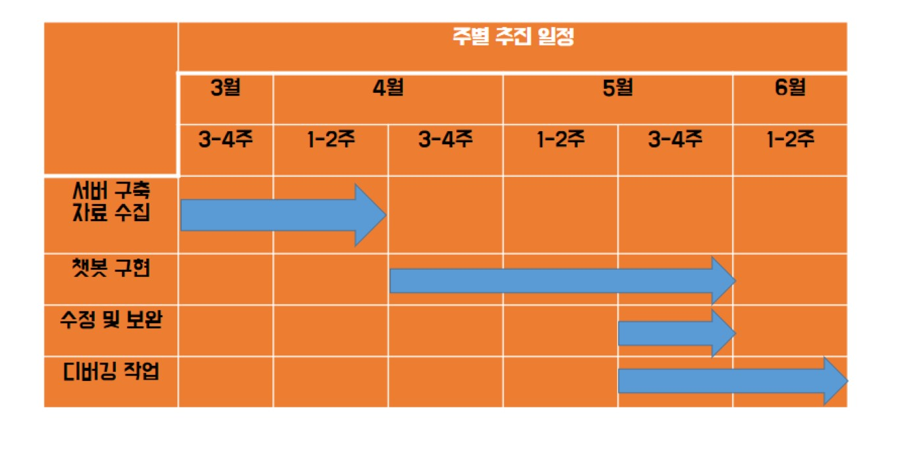 주별 추진 일정
3월 4월 5월 6월
3-4주 1-2주 3-4주 1-2주 3-4주 1-2주
서버 구축
자료 수집
챗봇 구현
수정 및 보완
디버깅 작업